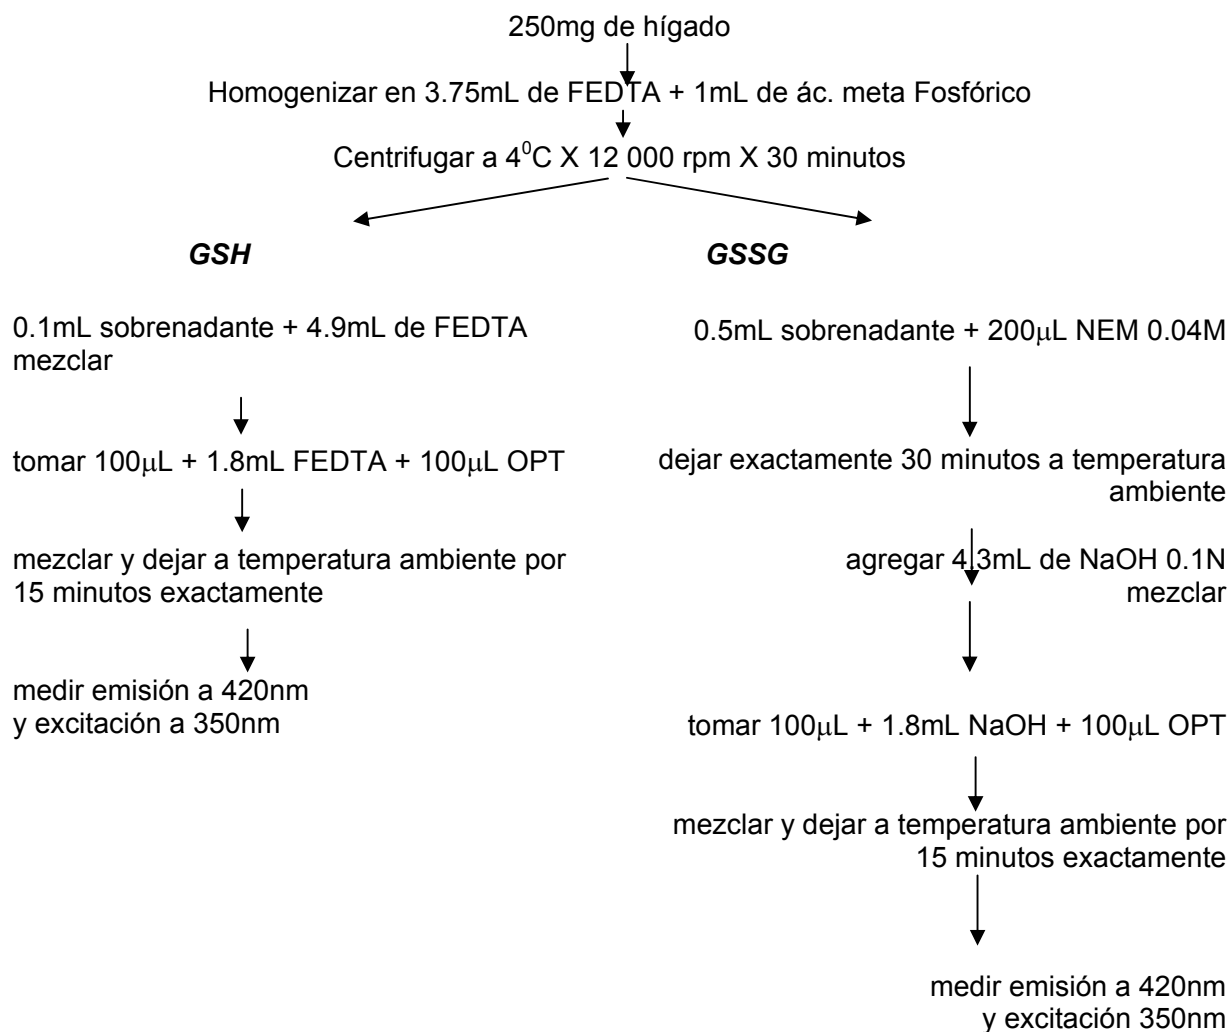 250mg de hígado
Homogenizar en 3.75mL de FEDTA + 1mL de ác. meta Fosfórico
Centrifugar a 4⁰C X 12 000 rpm X 30 minutos
GSH
0.1mL sobrenadante + 4.9mL de FEDTA
mezclar
tomar 100μL + 1.8mL FEDTA + 100μL OPT
mezclar y dejar a temperatura ambiente por
15 minutos exactamente
medir emisión a 420nm
y excitación a 350nm
GSSG
0.5mL sobrenadante + 200μL NEM 0.04M
dejar exactamente 30 minutos a temperatura
ambiente
agregar 4.3mL de NaOH 0.1N
mezclar
tomar 100μL + 1.8mL NaOH + 100μL OPT
mezclar y dejar a temperatura ambiente por
15 minutos exactamente
medir emisión a 420nm
y excitación 350nm